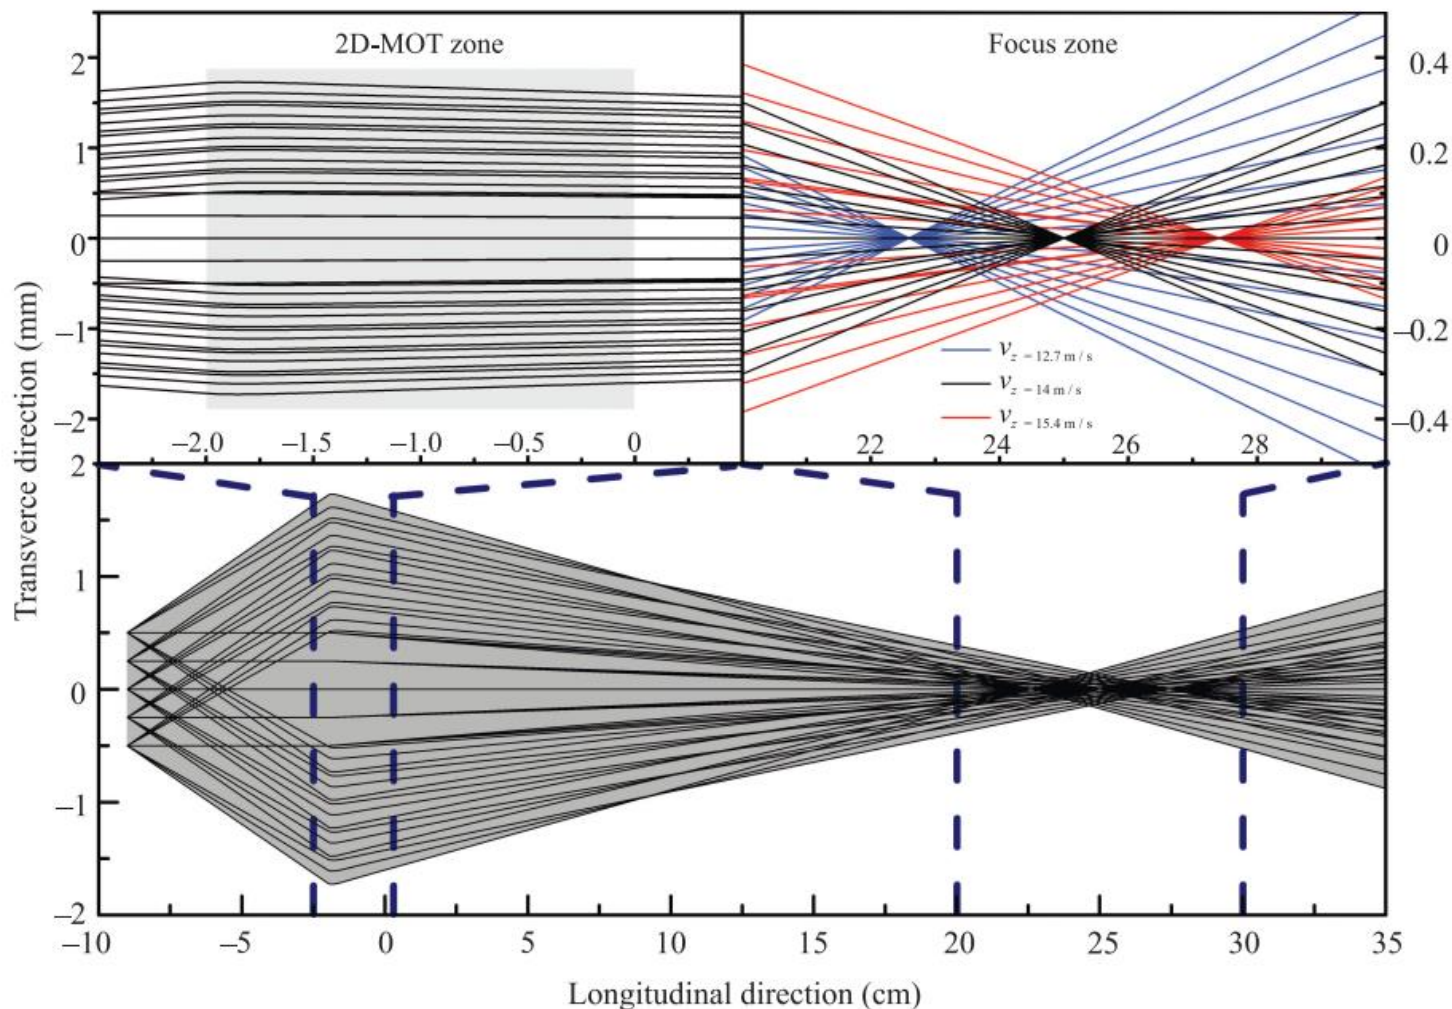 2D-MOT zone
Focus zone
2
1
0
−1
−2
0.4
0.2
0
−0.2
−0.4
v z = 12.7 m / s
v z = 14 m / s
v z = 15.4 m / s
−2.0 −1.5 −1.0 −0.5 0
22 24 26 28
Transverce direction (mm)
2
1
0
−1
−2
−10 −5 0 5 10 15 20 25 30 35
Longitudinal direction (cm)